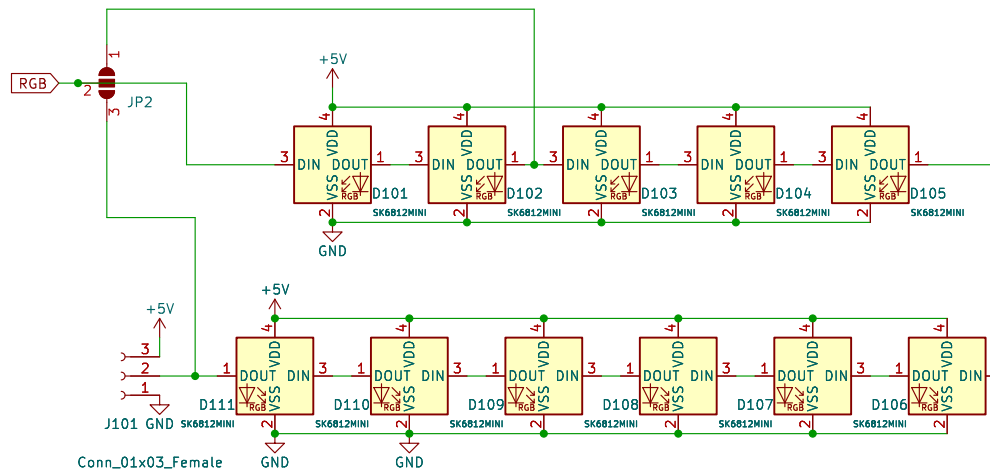 1
RGB
2
JP2
3
+5V
4 4 4 4 4
VDD VDD VDD VDD VDD
3 DIN DOUT 1 3 DIN DOUT 1 3 DIN DOUT 1 3 DIN DOUT 1 3 DIN DOUT 1
VSS VSS VSS VSS VSS
RGB D101 RGB D102 RGB D103 RGB D104 RGB D105
2 SK6812MINI 2 SK6812MINI 2 SK6812MINI 2 SK6812MINI 2 SK6812MINI
GND
+5V
+5V
4 4 4 4 4 4
VDD VDD VDD VDD VDD VDD
3
2 1 DOUT DIN 3 1 DOUT DIN 3 1 DOUT DIN 3 1 DOUT DIN 3 1 DOUT DIN 3 1 DOUT DIN
1
VSS VSS VSS VSS VSS VSS
D111 RGB D110 RGB D109 RGB D108 RGB D107 RGB D106 RGB
J101 GND SK6812MINI 2 SK6812MINI 2 SK6812MINI 2 SK6812MINI 2 SK6812MINI 2 SK6812MINI 2
Conn_01x03_Female GND GND